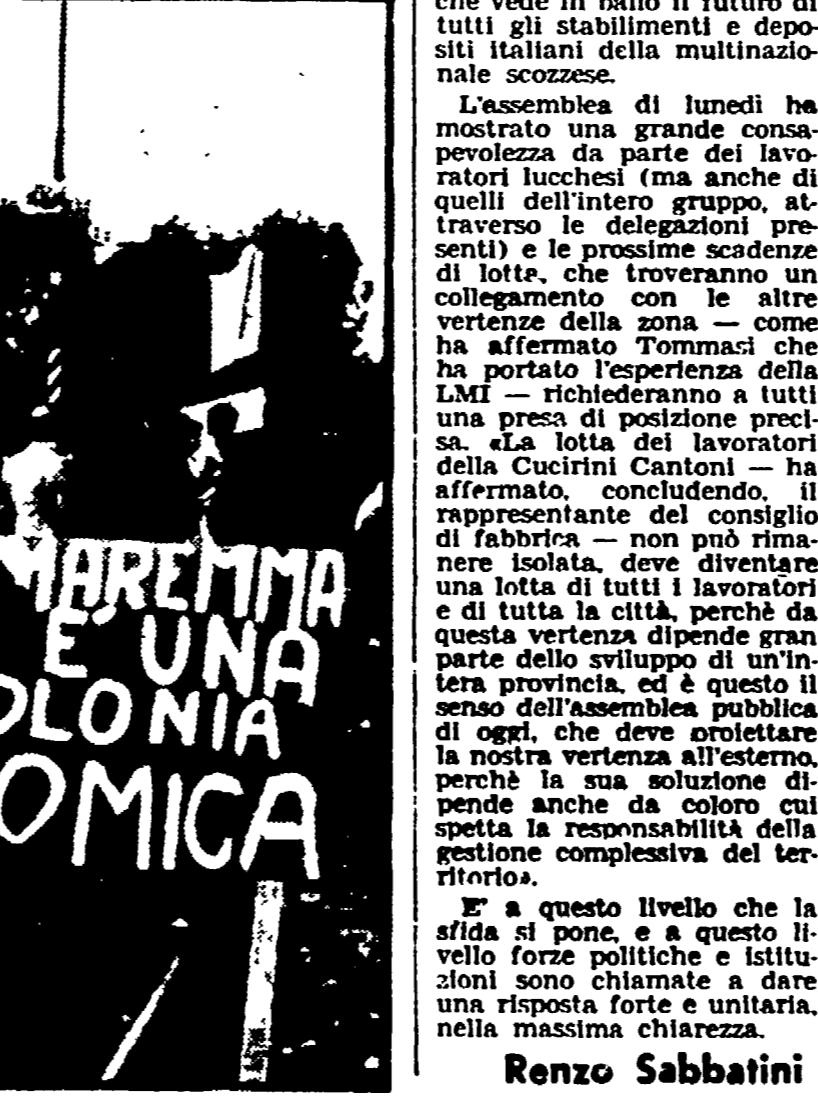 MAREMMA
E' UNA
OLONIA
OMICA
che vede in ballo il futuro di
tutti gli stabilimenti e depo-
siti italiani della multinazio-
nale scozzese.
L'assemblea di lunedì ha
mostrato una grande consa-
pevolezza da parte dei lavo-
ratori lucchesi (ma anche di
quelli dell'intero gruppo, at-
traverso le delegazioni pre-
senti) e le prossime scadenze
di lotta, che troveranno un
collegamento con le altre
vertenze della zona — come
ha affermato Tommasi che
ha portato l'esperienza della
LMI — richiederanno a tutti
una presa di posizione preci-
sa. «La lotta dei lavoratori
della Cucirini Cantoni — ha
affermato, concludendo, il
rappresentante del consiglio
di fabbrica — non può rima-
nere isolata, deve diventare
una lotta di tutti i lavoratori
e di tutta la città, perchè da
questa vertenza dipende gran
parte dello sviluppo di un'in-
tera provincia, ed è questo il
senso dell'assemblea pubblica
di oggi, che deve proiettare
la nostra vertenza all'esterno,
perchè la sua soluzione di-
pende anche da coloro cui
spetta la responsabilità della
gestione complessiva del ter-
ritorio».
E' a questo livello che la
sfida si pone, e a questo li-
vello forze politiche e istitu-
zioni sono chiamate a dare
una risposta forte e unitaria,
nella massima chiarezza.
Renzo Sabbatini